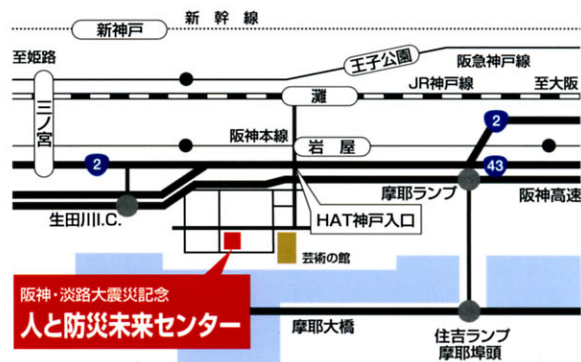 新幹線
新神戸
王子公園
阪急神戸線
至姫路
JR神戸線
至大阪
灘
三ノ宮
2
阪神本線
岩屋
2
43
摩耶ランプ
阪神高速
生田川I.C.
HAT神戸入口
芸術の館
阪神・淡路大震災記念
人と防災未来センター
摩耶大橋
住吉ランプ
摩耶埠頭